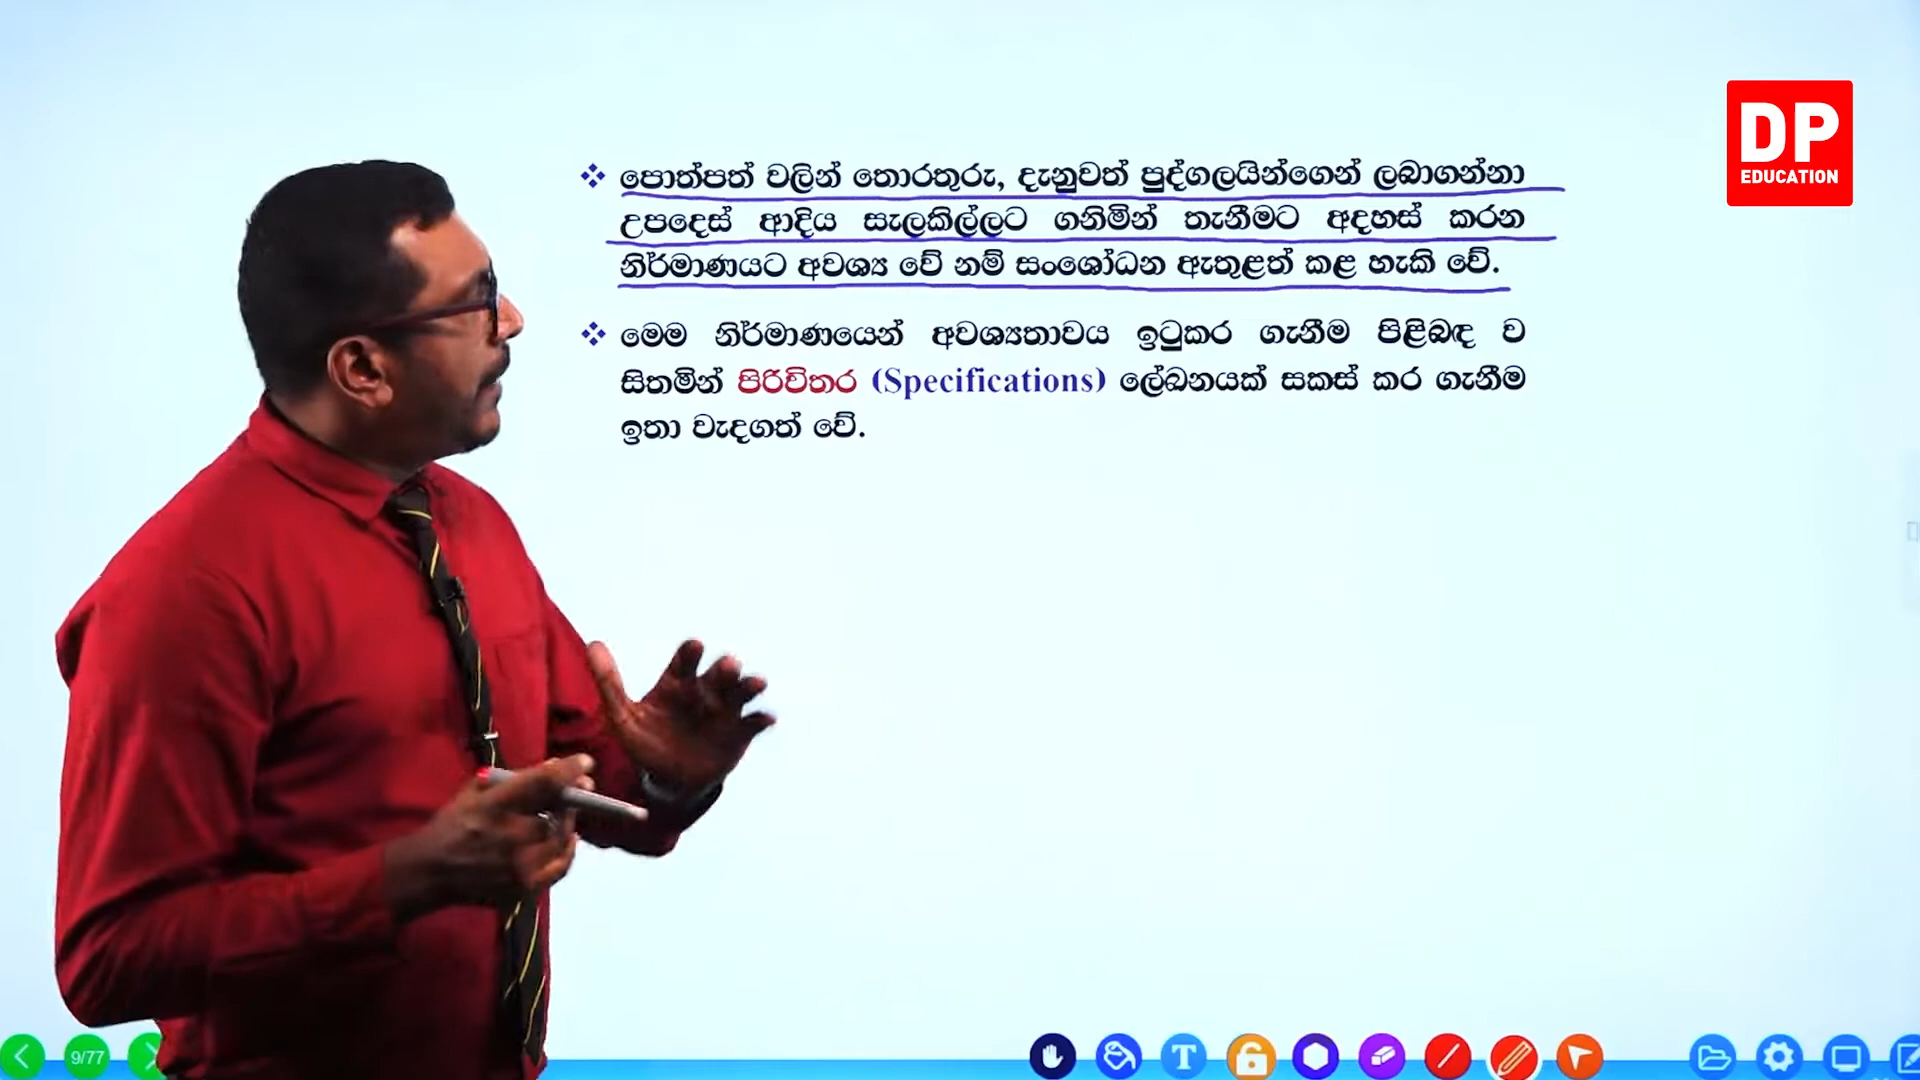 DP
EDUCATION
❖ පොත්පත් වලින් තොරතුරු, දැනුවත් පුද්ගලයින්ගෙන් ලබාගන්නා
උපදෙස් ආදිය සැලකිල්ලට ගනිමින් තැනීමට අදහස් කරන
නිර්මාණයට අවශ්‍ය වේ නම් සංශෝධන ඇතුළත් කළ හැකි වේ.
❖ මෙම නිර්මාණයෙන් අවශ්‍යතාවය ඉටුකර ගැනීම පිළිබඳ ව
සිතමින් පිරිවිතර (Specifications) ලේඛනයක් සකස් කර ගැනීම
ඉතා වැදගත් වේ.
9/77
T